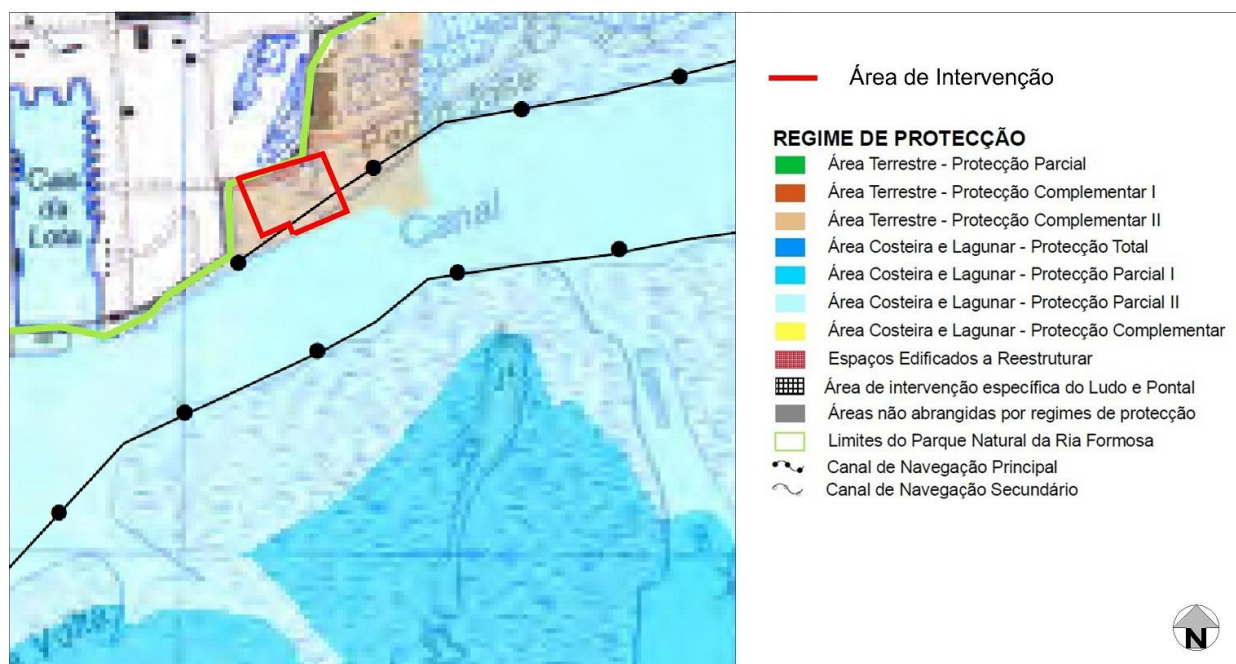 Cais
da
Lota
Canal
Volta
Área de Intervenção
REGIME DE PROTECÇÃO
Área Terrestre - Protecção Parcial
Área Terrestre - Protecção Complementar I
Área Terrestre - Protecção Complementar II
Área Costeira e Lagunar - Protecção Total
Área Costeira e Lagunar - Protecção Parcial I
Área Costeira e Lagunar - Protecção Parcial II
Área Costeira e Lagunar - Protecção Complementar
Espaços Edificados a Reestruturar
Área de intervenção específica do Ludo e Pontal
Áreas não abrangidas por regimes de protecção
Limites do Parque Natural da Ria Formosa
Canal de Navegação Principal
Canal de Navegação Secundário
N